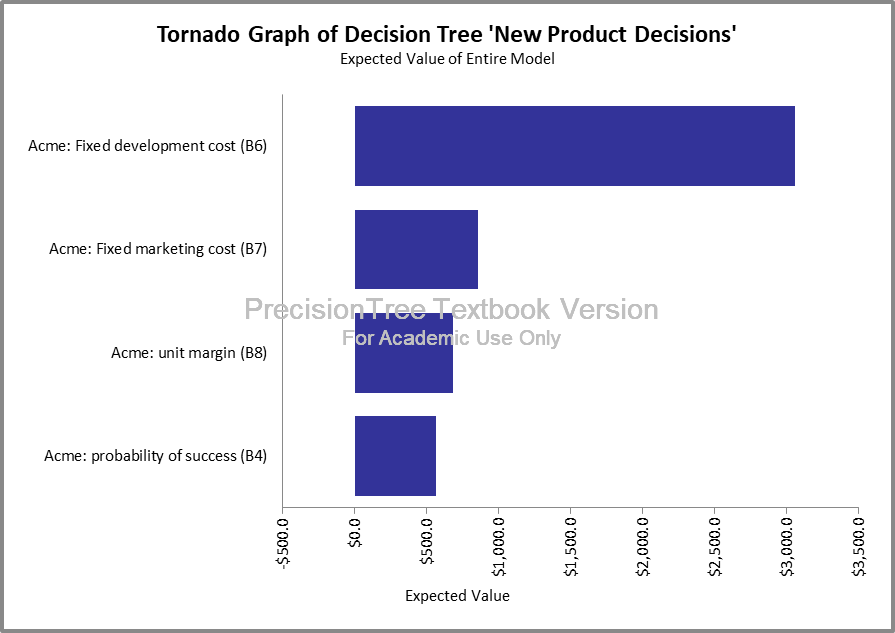 Tornado Graph of Decision Tree 'New Product Decisions'
Expected Value of Entire Model
Acme: Fixed development cost (B6)
Acme: Fixed marketing cost (B7)
PrecisionTree Textbook Version
For Academic Use Only
Acme: unit margin (B8)
Acme: probability of success (B4)
-$500.0
$0.0
$500.0
$1,000.0
$1,500.0
$2,000.0
$2,500.0
$3,000.0
$3,500.0
Expected Value